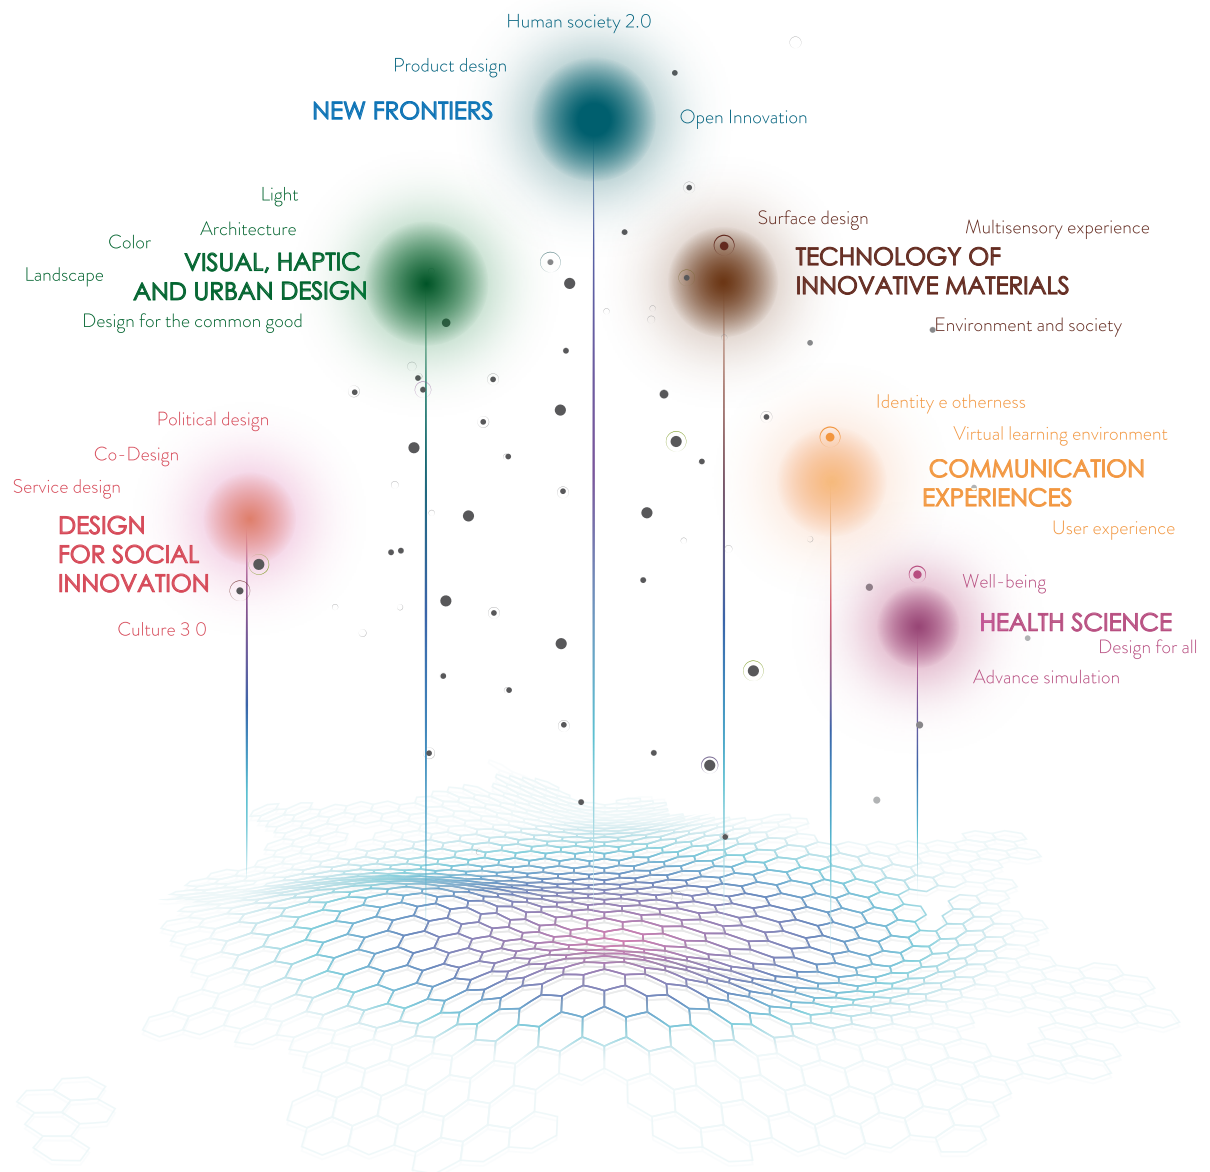 Human society 2.0
Product design
NEW FRONTIERS
Open Innovation
Light
Architecture
Color
VISUAL, HAPTIC
AND URBAN DESIGN
Landscape
Design for the common good
Surface design
Multisensory experience
TECHNOLOGY OF
INNOVATIVE MATERIALS
Environment and society
Political design
Co-Design
Service design
DESIGN
FOR SOCIAL
INNOVATION
Culture 3 0
Identity e otherness
Virtual learning environment
COMMUNICATION
EXPERIENCES
User experience
Well-being
HEALTH SCIENCE
Design for all
Advance simulation